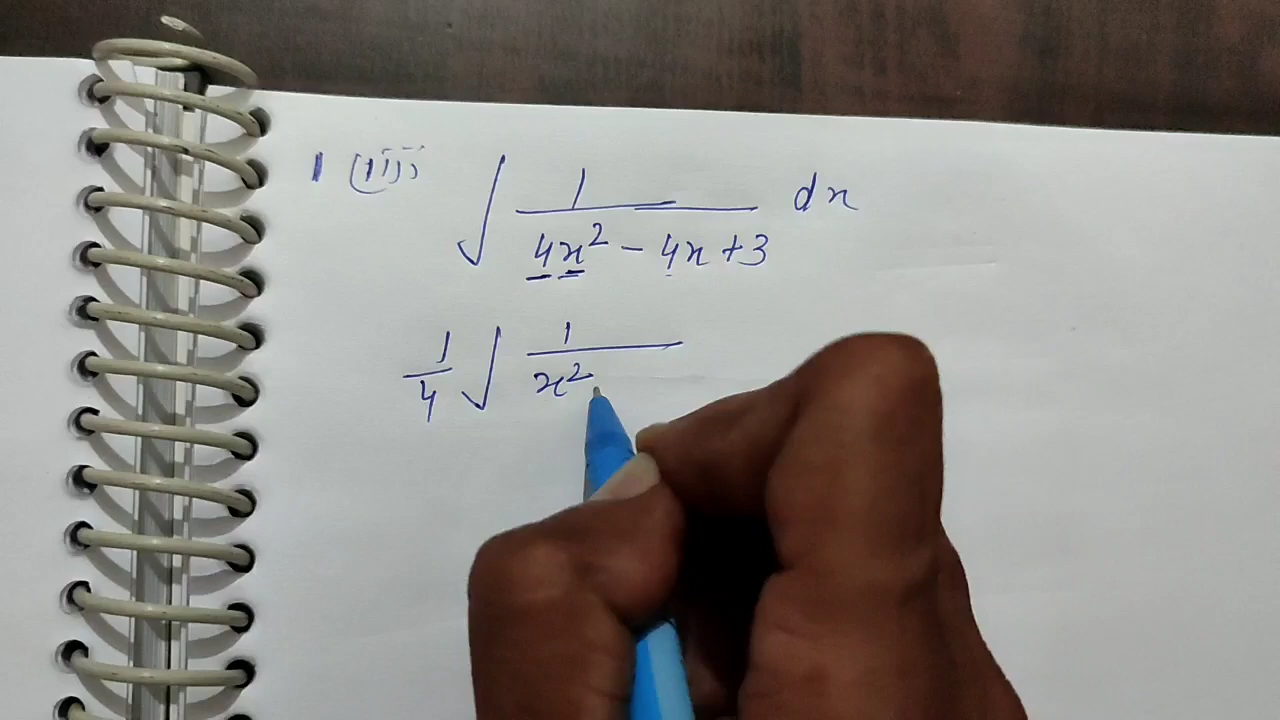 1 (iii) ∫ 1/(4x² - 4x + 3) dx
1/4 ∫ 1/x²